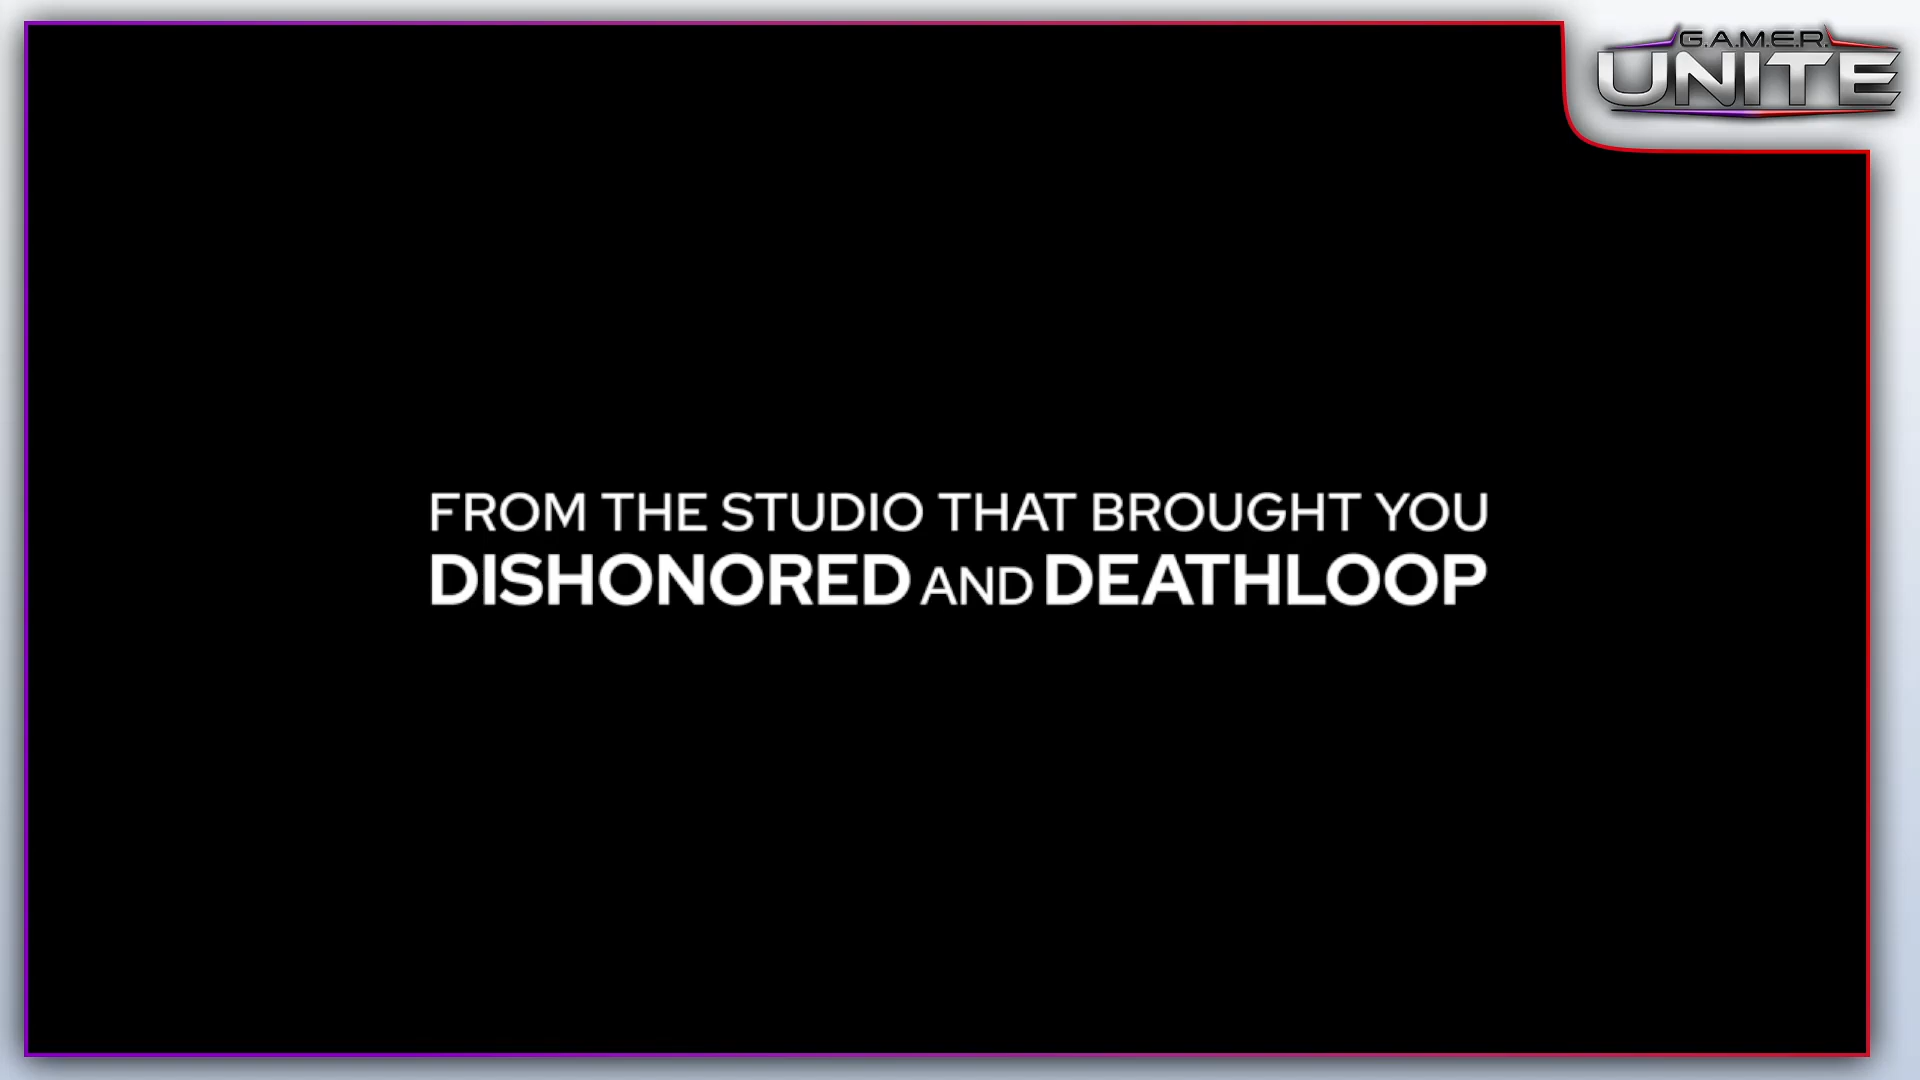 G.A.M.E.R.
UNITE
FROM THE STUDIO THAT BROUGHT YOU
DISHONORED AND DEATHLOOP